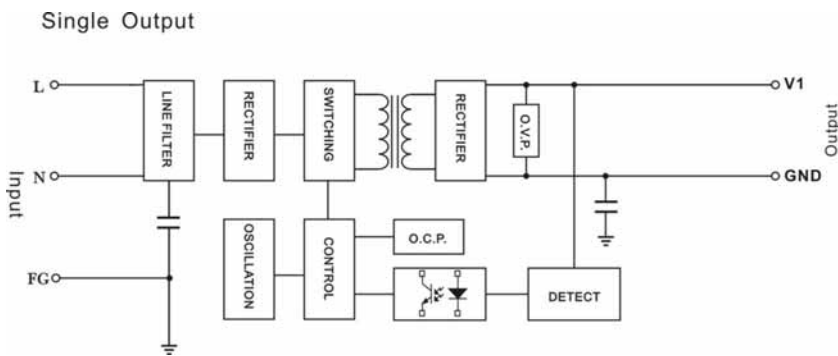 Single Output
L
N
FG
Input
LINE FILTER
RECTIFIER
SWITCHING
RECTIFIER
O.V.P.
V1
GND
Output
OSCILLATION
CONTROL
O.C.P.
DETECT